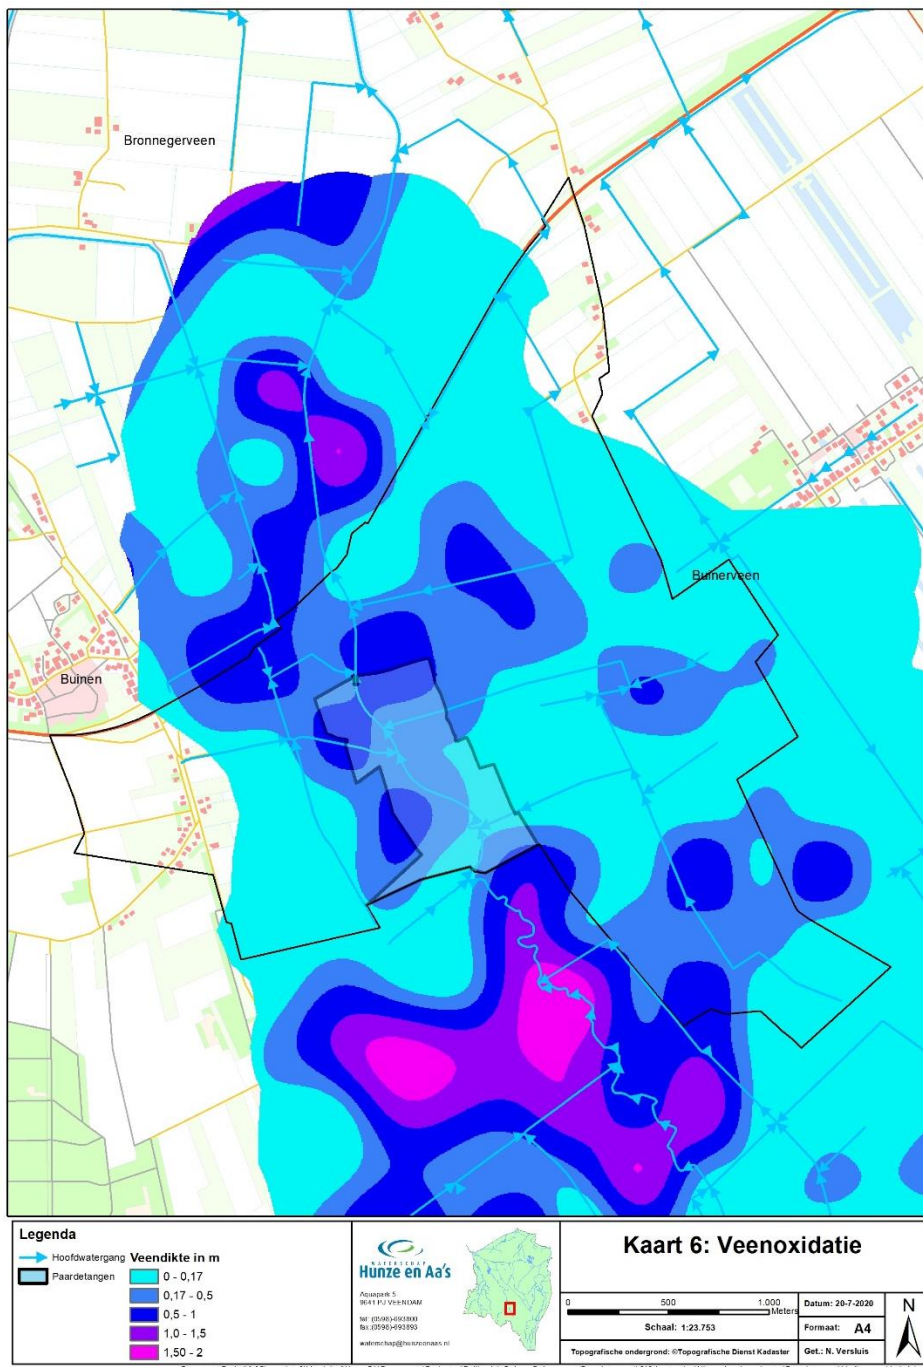 Bronnegerveen
Buinerveen
Buinen
Legenda
Hoofdwatergang
Paardetangen
Veendikte in m
0 - 0,17
0,17 - 0,5
0,5 - 1
1,0 - 1,5
1,50 - 2
WATERSCHAP
Hunze en Aa's
Aquapark 5
9641 PJ VEENDAM
tel: (0598)-693800
fax: (0598)-693893
waterschap@hunzeenaas.nl
Kaart 6: Veenoxidatie
0 500 1.000
Meters
Schaal: 1:23.753
Topografische ondergrond: ©Topografische Dienst Kadaster
Datum: 20-7-2020
Formaat: A4
Get.: N. Versluis
N